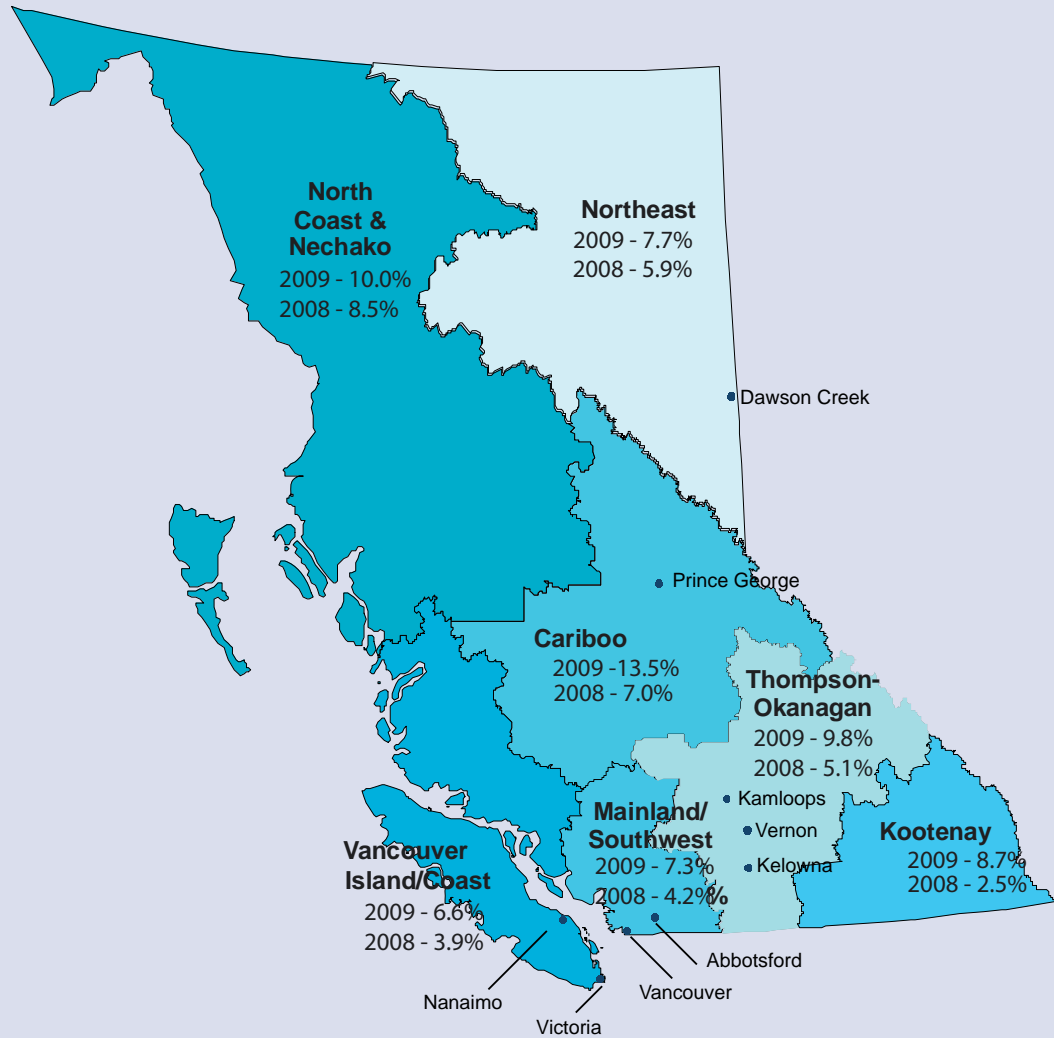 North
Coast &
Nechako
2009 - 10.0%
2008 - 8.5%
Northeast
2009 - 7.7%
2008 - 5.9%
Dawson Creek
Prince George
Cariboo
2009 -13.5%
2008 - 7.0%
Thompson-
Okanagan
2009 - 9.8%
2008 - 5.1%
Kamloops
Vernon
Kelowna
Mainland/
Southwest
2009 - 7.3%
2008 - 4.2%%
Kootenay
2009 - 8.7%
2008 - 2.5%
Vancouver
Island/Coast
2009 - 6.6%
2008 - 3.9%
Abbotsford
Vancouver
Nanaimo
Victoria